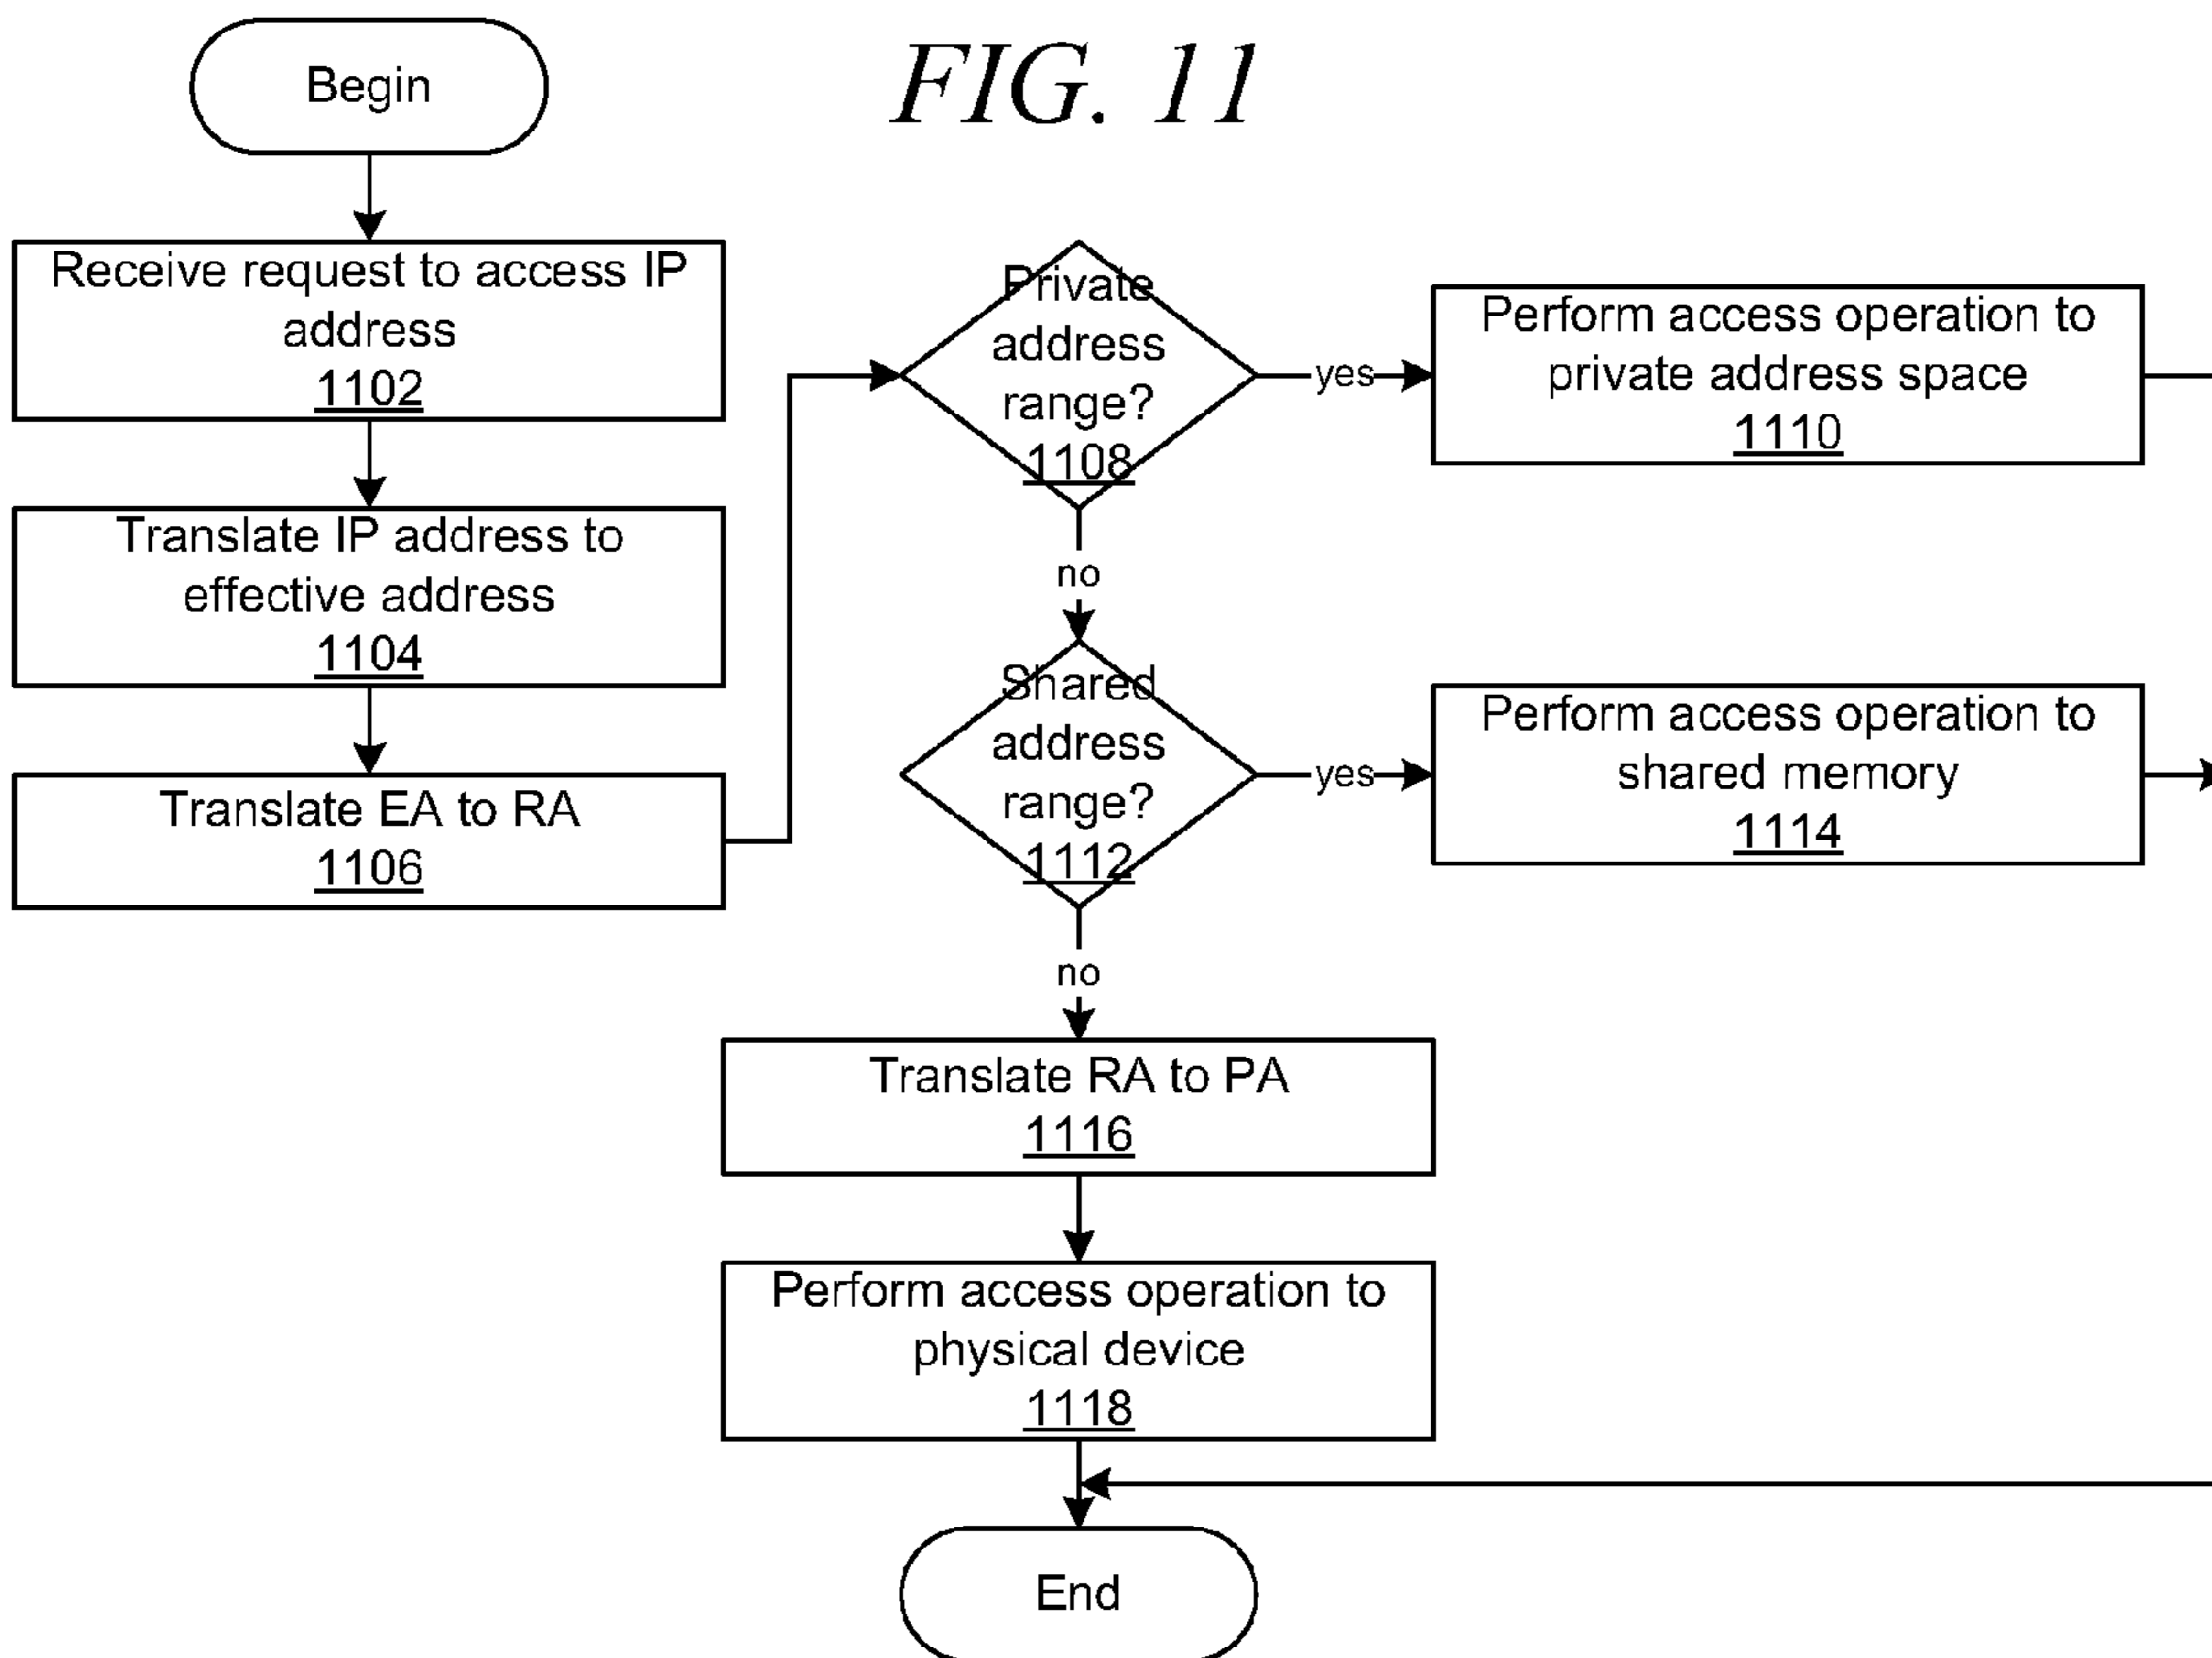 FIG. 11
Begin
Receive request to access IP
address
1102
Translate IP address to
effective address
1104
Translate EA to RA
1106
Private
address
range?
1108
yes
Perform access operation to
private address space
1110
no
Shared
address
range?
1112
yes
Perform access operation to
shared memory
1114
no
Translate RA to PA
1116
Perform access operation to
physical device
1118
End